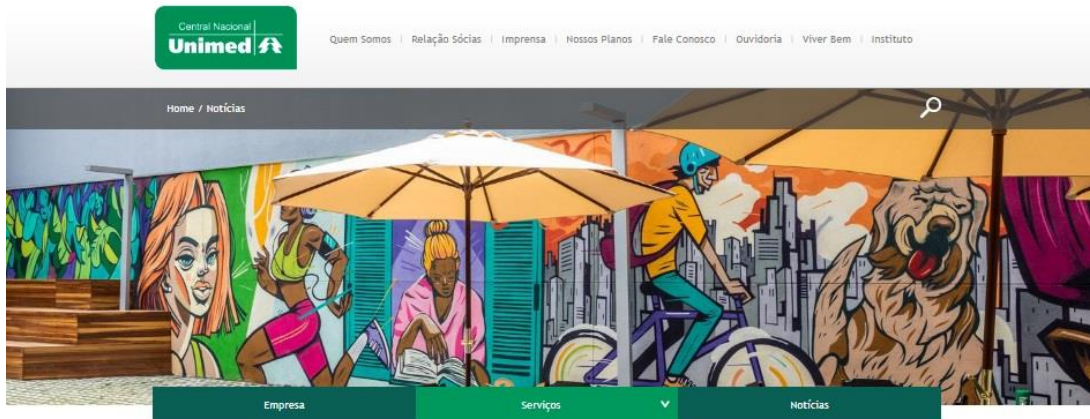 Central Nacional
Unimed
Quem Somos | Relação Sócias | Imprensa | Nossos Planos | Fale Conosco | Ouvidoria | Viver Bem | Instituto
Home / Notícias
Empresa
Serviços
Notícias